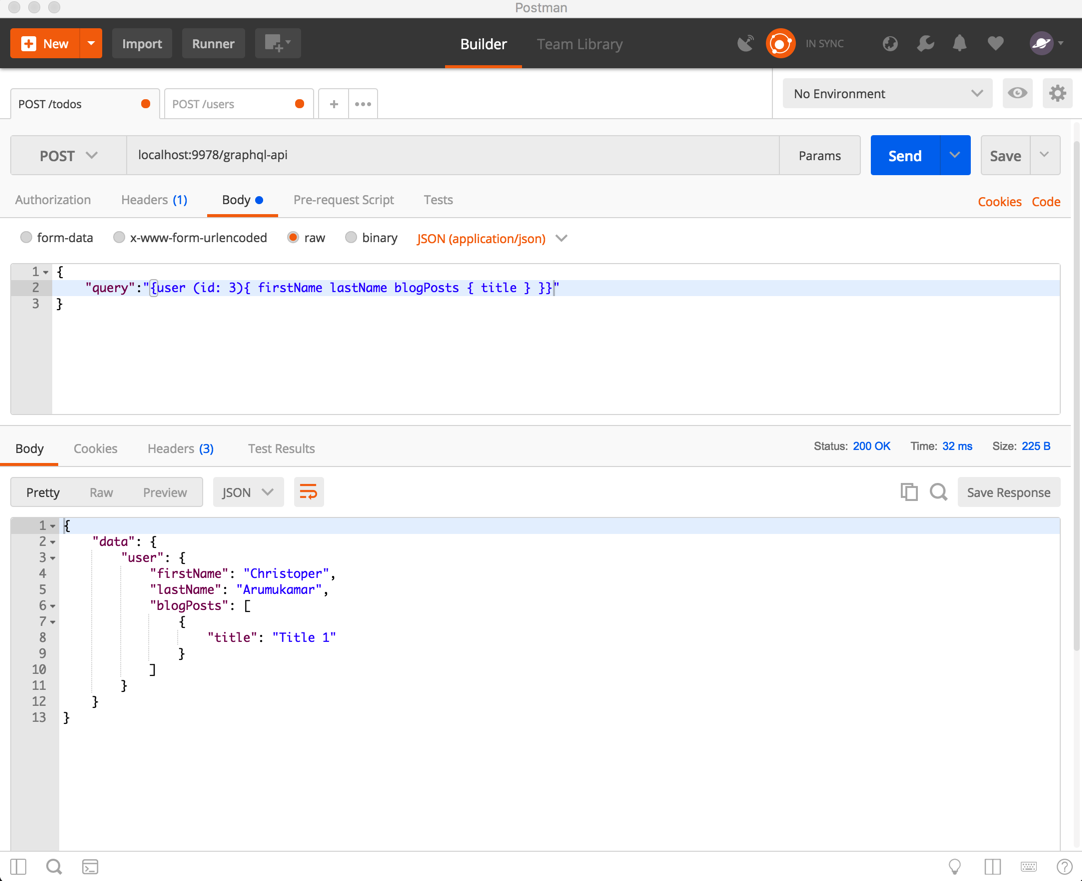 Postman
New Import Runner Builder Team Library IN SYNC
POST /todos POST /users + ••• No Environment
POST localhost:9978/graphql-api Params Send Save
Authorization Headers (1) Body Pre-request Script Tests Cookies Code
form-data x-www-form-urlencoded raw binary JSON (application/json)
1 {
2 "query":"{user (id: 3){ firstName lastName blogPosts { title } }}"
3 }
Body Cookies Headers (3) Test Results Status: 200 OK Time: 32 ms Size: 225 B
Pretty Raw Preview JSON Save Response
1 {
2 "data": {
3 "user": {
4 "firstName": "Christoper",
5 "lastName": "Arumukamar",
6 "blogPosts": [
7 {
8 "title": "Title 1"
9 }
10 ]
11 }
12 }
13 }